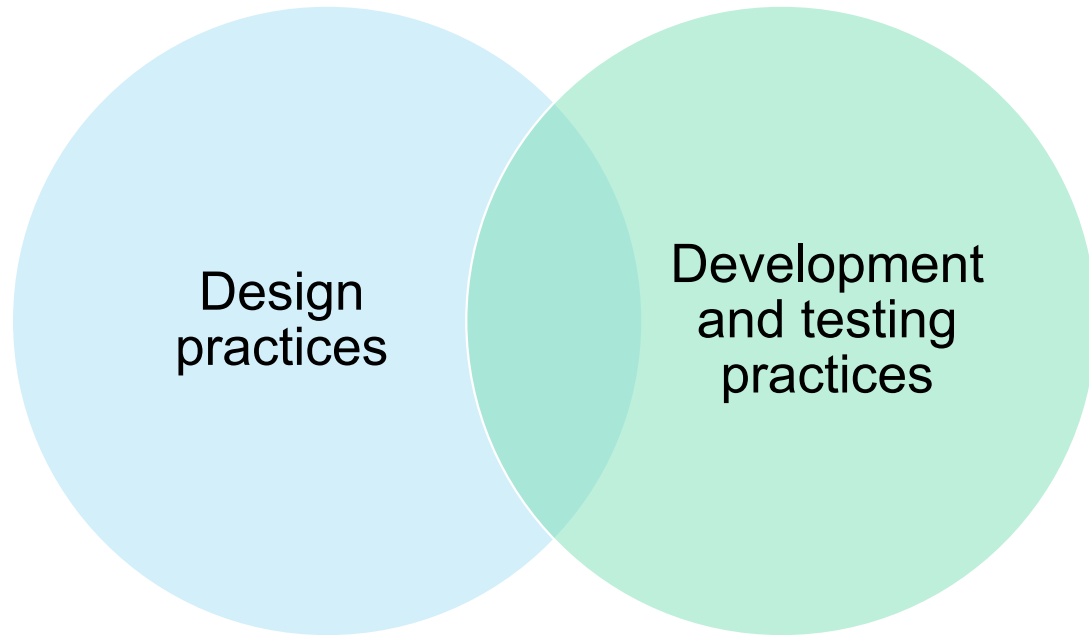 Design
practices
Development
and testing
practices